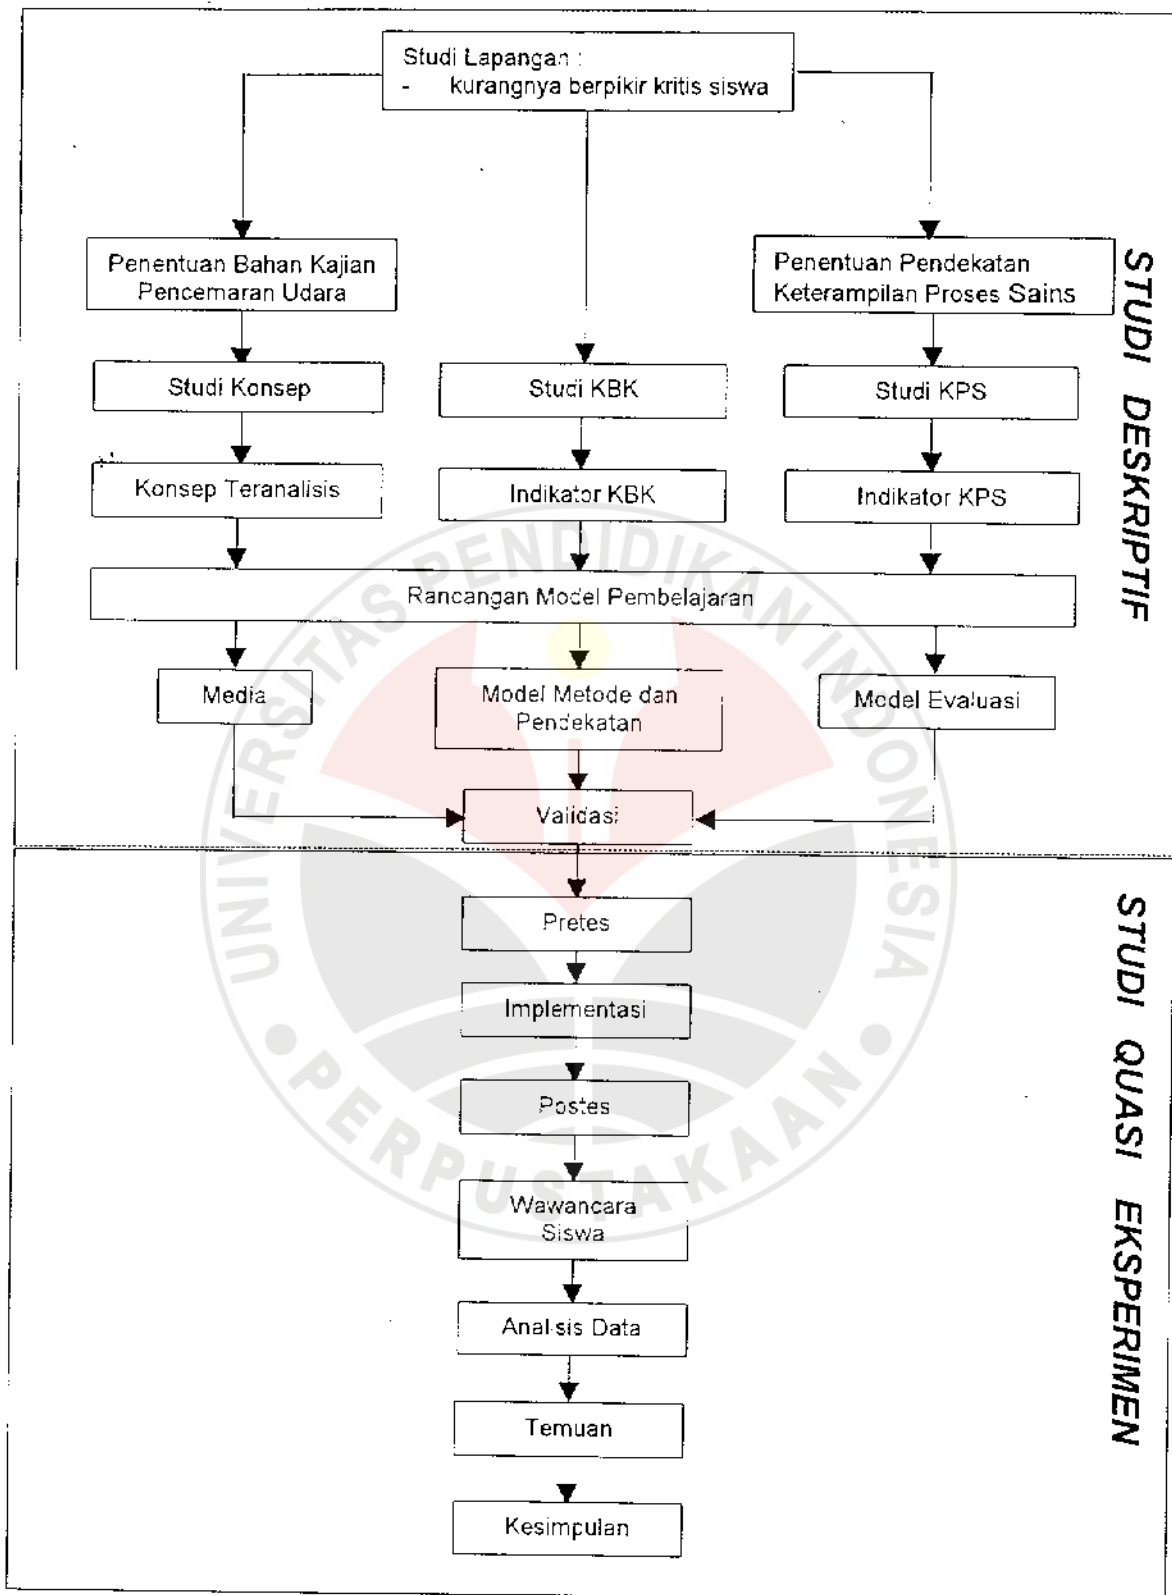 Studi Lapangan :
- kurangnya berpikir kritis siswa
Penentuan Bahan Kajian
Pencemaran Udara
Penentuan Pendekatan
Keterampilan Proses Sains
Studi Konsep
Studi KBK
Studi KPS
Konsep Teranalisis
Indikator KBK
Indikator KPS
Rancangan Model Pembelajaran
Media
Model Metode dan
Pendekatan
Model Evaluasi
Validasi
STUDI DESKRIPTIF
Pretes
Implementasi
Postes
Wawancara
Siswa
Analisis Data
Temuan
Kesimpulan
STUDI QUASI EKSPERIMEN
UNIVERSITAS PENDIDIKAN INDONESIA
PERPUSTAKAAN